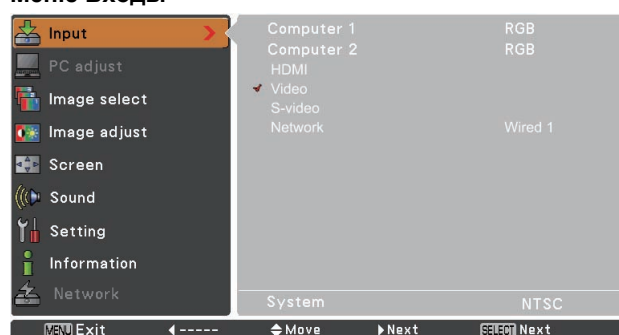 Меню Входы
Input
PC adjust
Image select
Image adjust
Screen
Sound
Setting
Information
Network
Computer 1 RGB
Computer 2 RGB
HDMI
Video
S-video
Network Wired 1
System NTSC
MENU Exit ◀----- Move ▶Next SELECT Next